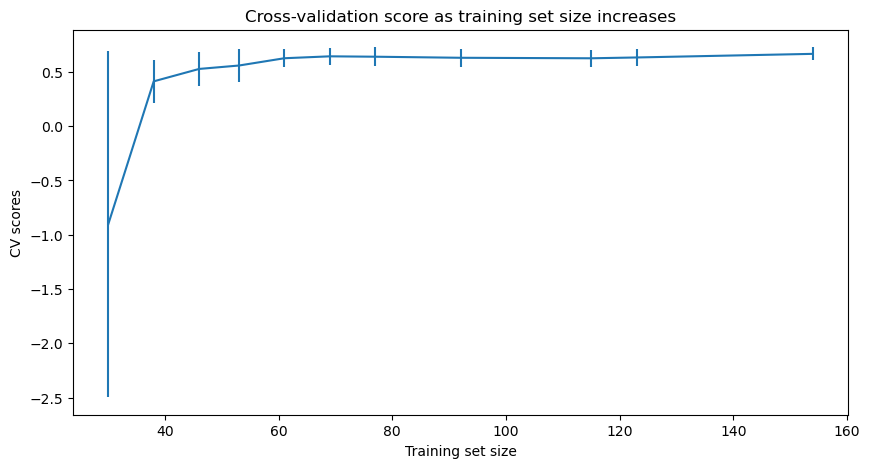 Cross-validation score as training set size increases
CV scores
0.5
0.0
−0.5
−1.0
−1.5
−2.0
−2.5
40 60 80 100 120 140 160
Training set size